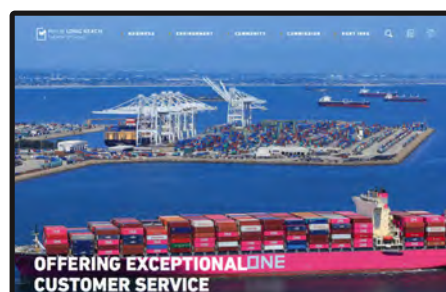 PORT OF LONG BEACH
BUSINESS ENVIRONMENT COMMUNITY COMMISSION PORT INFO
OFFERING EXCEPTIONAL
ONE
CUSTOMER SERVICE